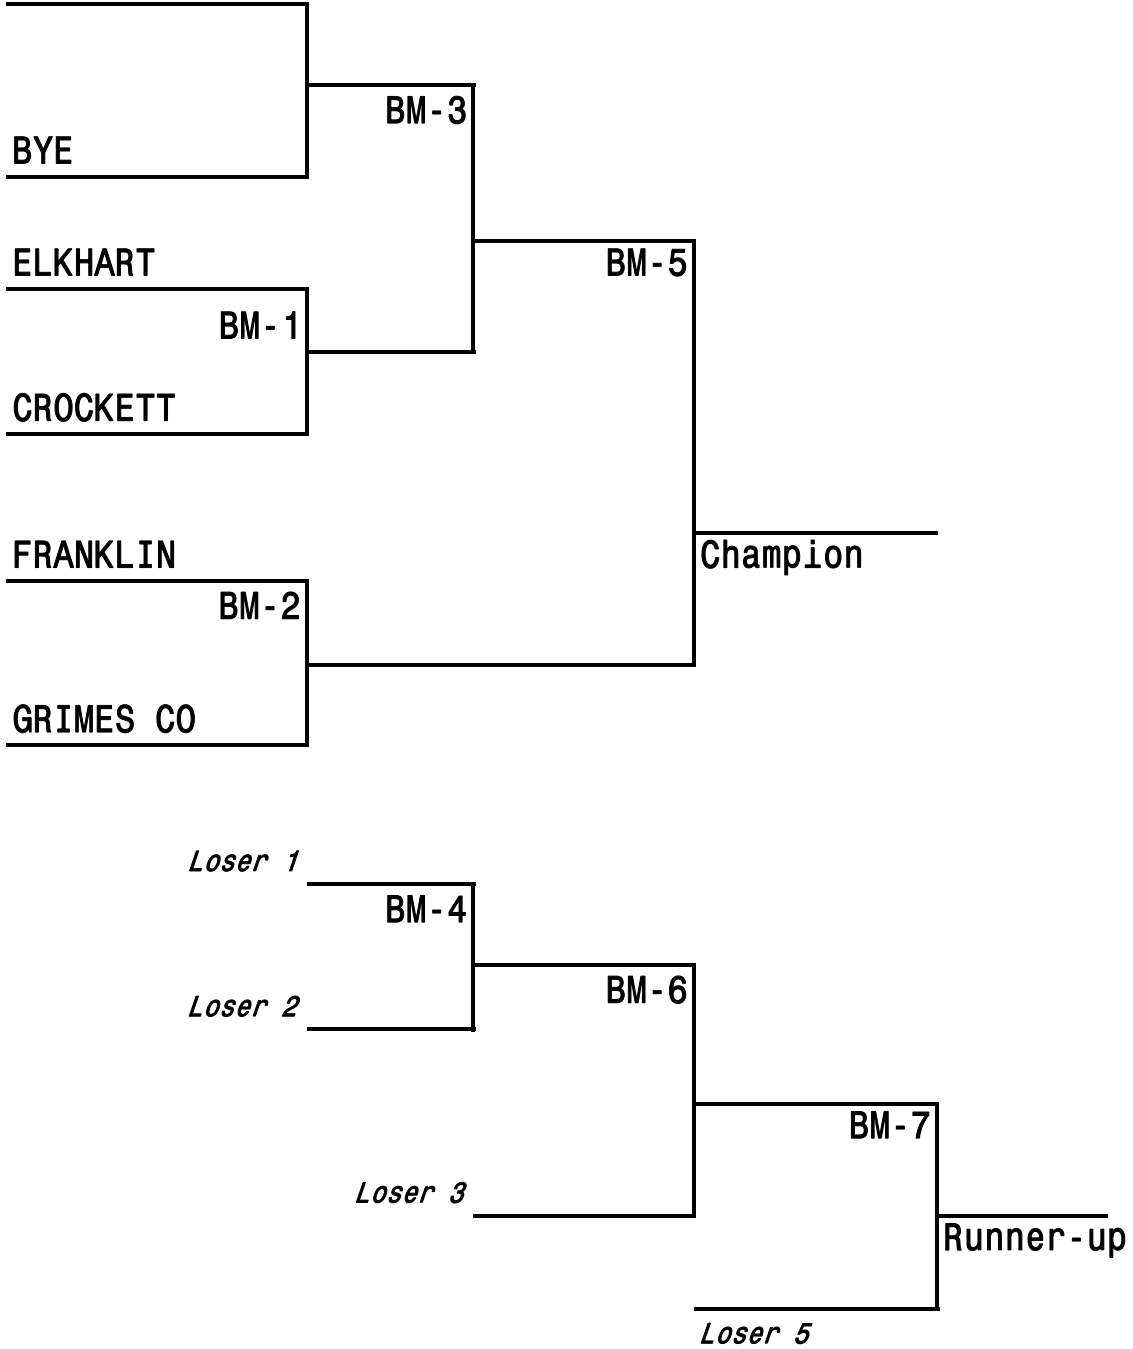 BM-3
BYE
ELKHART
BM-5
BM-1
CROCKETT
FRANKLIN
Champion
BM-2
GRIMES CO
Loser 1
BM-4
BM-6
Loser 2
BM-7
Loser 3
Runner-up
Loser 5